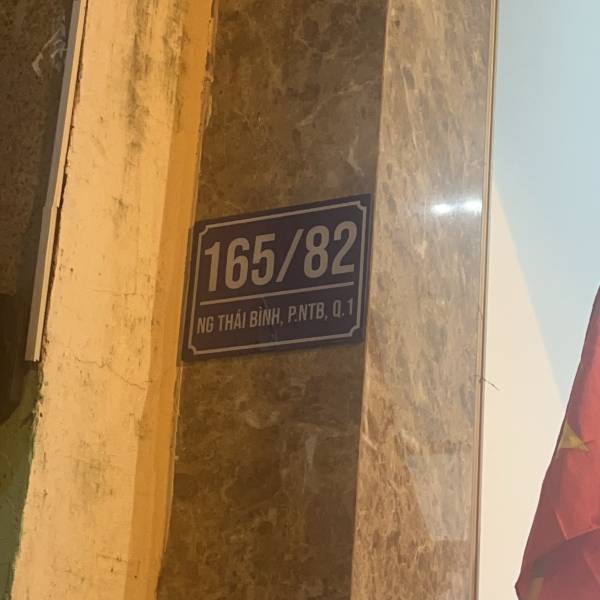 165/82
NG THÁI BÌNH, P.NTB, Q.1